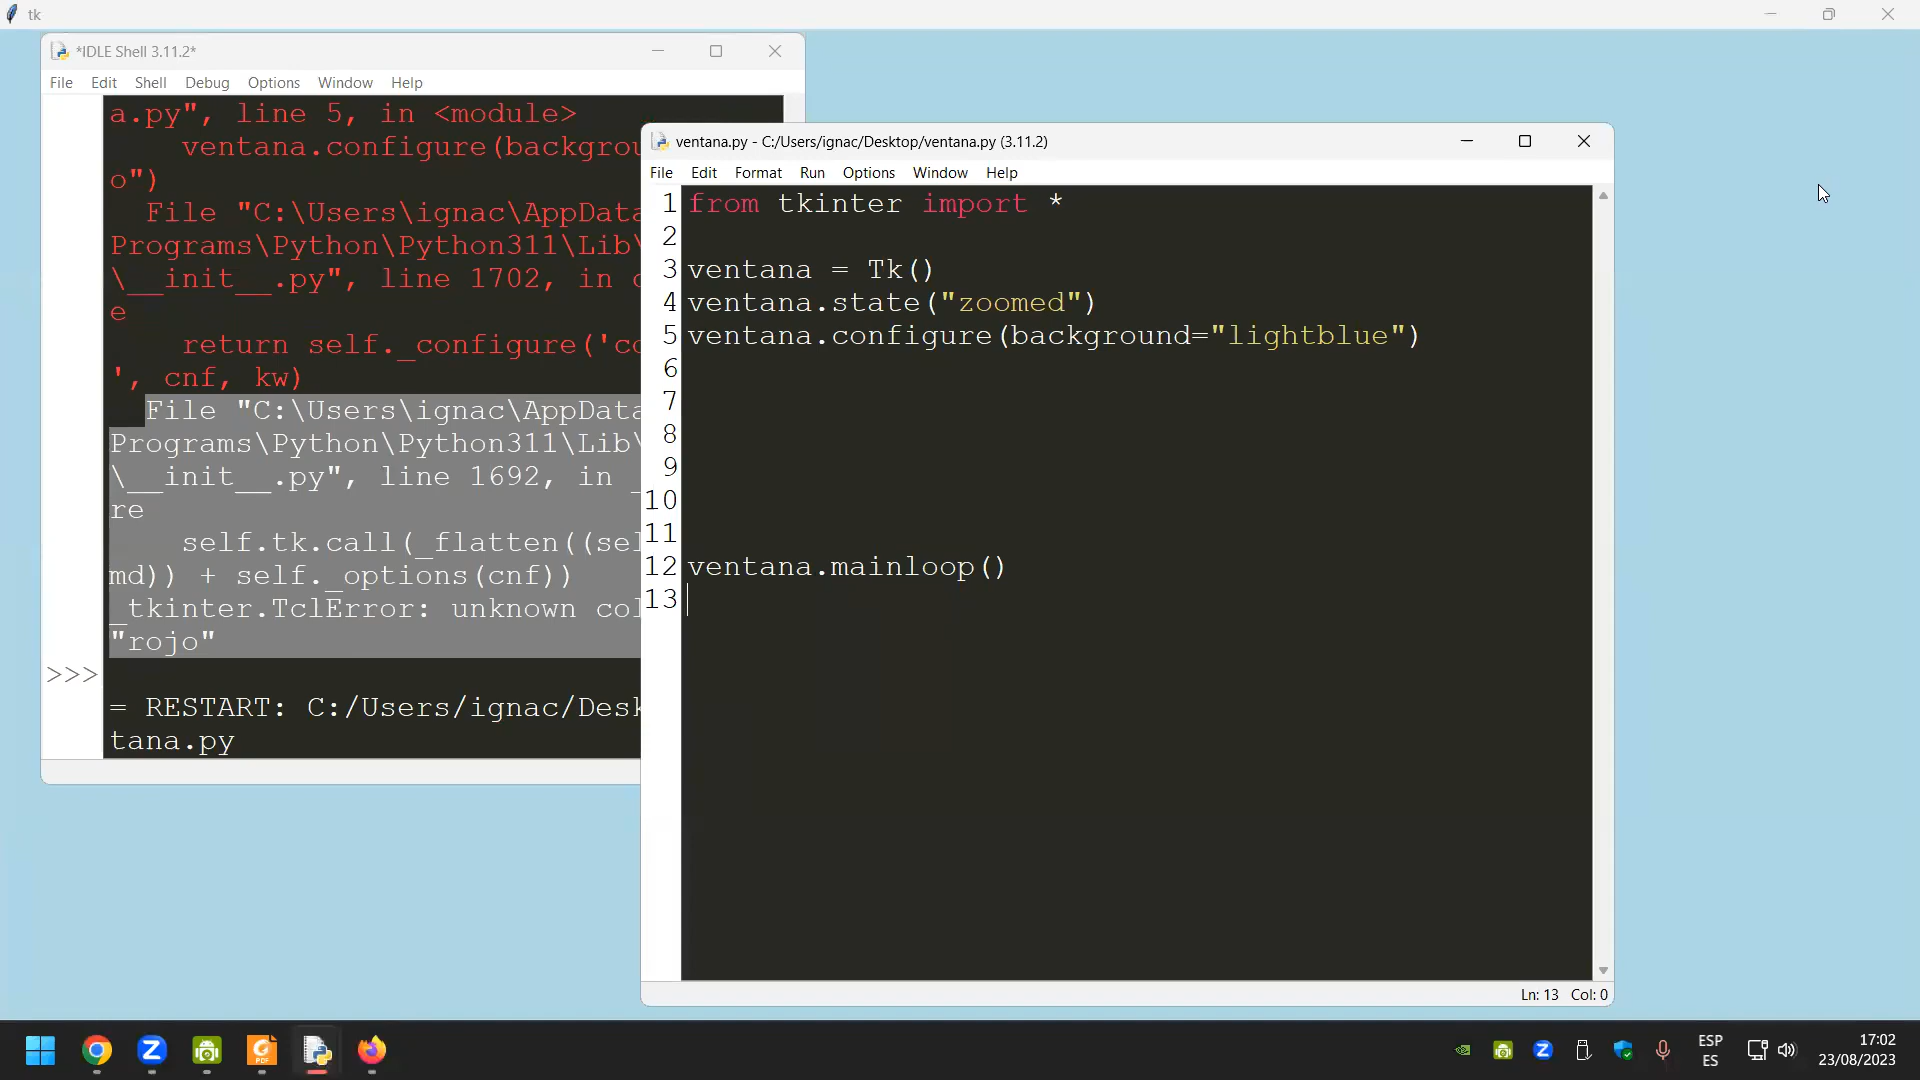 tk
*IDLE Shell 3.11.2*
File Edit Shell Debug Options Window Help
a.py", line 5, in <module>
ventana.configure(backgrou
o")
File "C:\Users\ignac\AppData
Programs\Python\Python311\Lib\
\__init__.py", line 1702, in c
e
return self._configure('co
', cnf, kw)
File "C:\Users\ignac\AppData
Programs\Python\Python311\Lib\
\__init__.py", line 1692, in _
re
self.tk.call(_flatten((sel
md)) + self._options(cnf))
_tkinter.TclError: unknown col
"rojo"
>>>
= RESTART: C:/Users/ignac/Desk
tana.py
ventana.py - C:/Users/ignac/Desktop/ventana.py (3.11.2)
File Edit Format Run Options Window Help
1 from tkinter import *
2
3 ventana = Tk()
4 ventana.state("zoomed")
5 ventana.configure(background="lightblue")
6
7
8
9
10
11
12 ventana.mainloop()
13
Ln: 13 Col: 0
Z
PDF
ESP
ES
17:02
23/08/2023